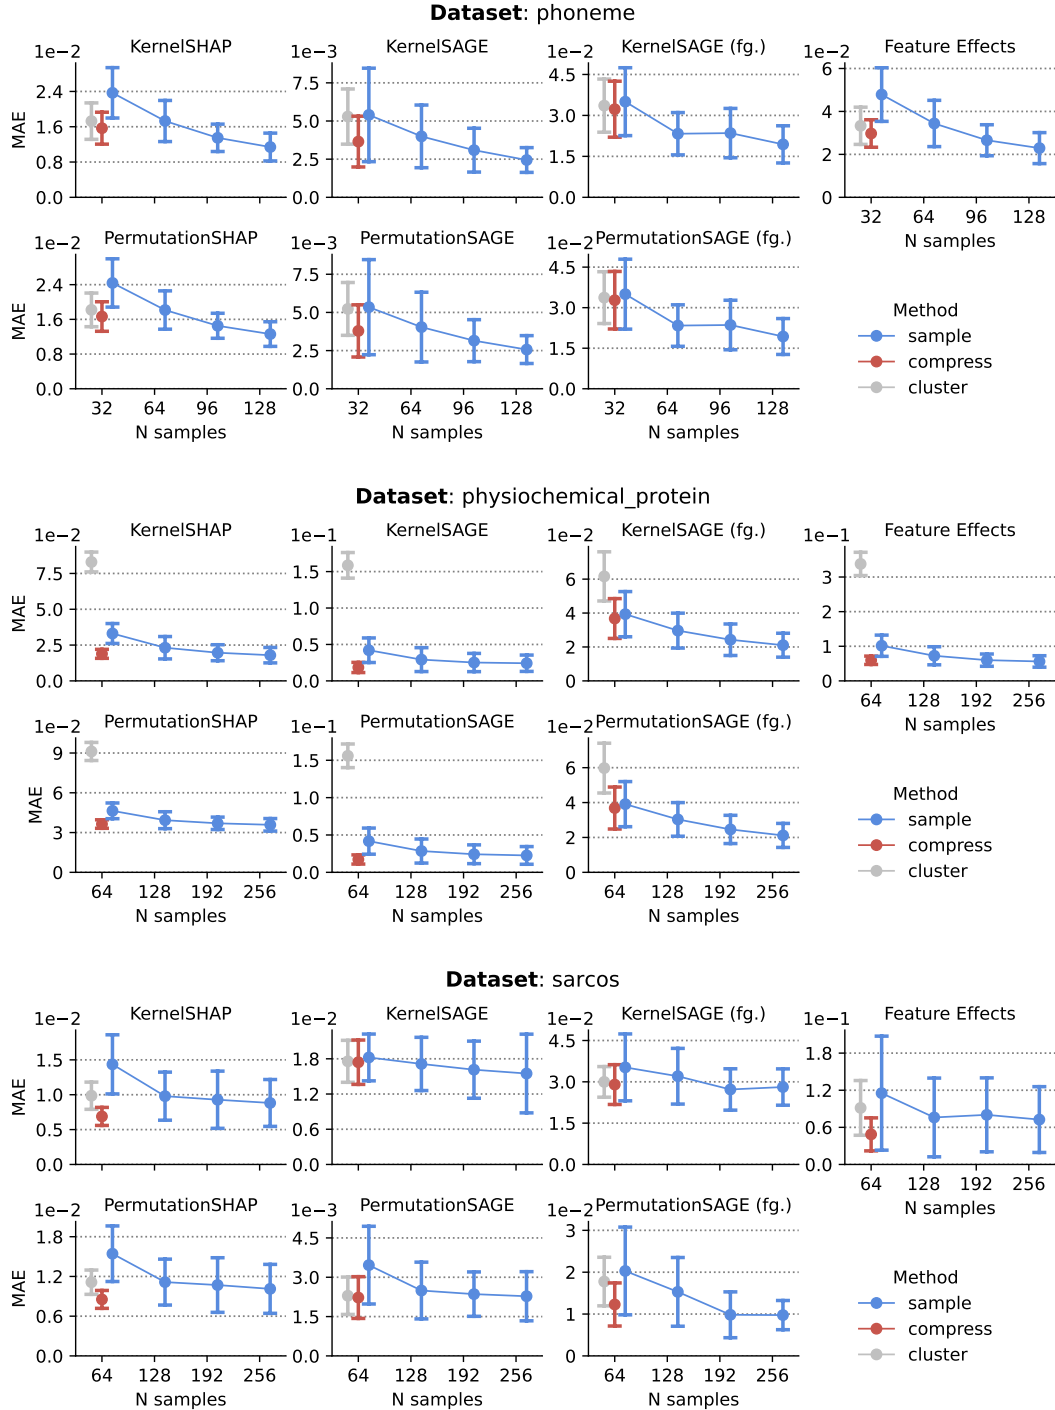 Dataset: phoneme
KernelSHAP
KernelSAGE
KernelSAGE (fg.)
Feature Effects
1e−2
1e−3
1e−2
1e−2
MAE
2.4
1.6
0.8
0.0
7.5
5.0
2.5
0.0
4.5
3.0
1.5
0.0
6
4
2
0
32 64 96 128
N samples
PermutationSHAP
PermutationSAGE
PermutationSAGE (fg.)
1e−2
1e−3
1e−2
MAE
2.4
1.6
0.8
0.0
7.5
5.0
2.5
0.0
4.5
3.0
1.5
0.0
32 64 96 128
N samples
32 64 96 128
N samples
32 64 96 128
N samples
Method
sample
compress
cluster
Dataset: physiochemical_protein
KernelSHAP
KernelSAGE
KernelSAGE (fg.)
Feature Effects
1e−2
1e−1
1e−2
1e−1
MAE
7.5
5.0
2.5
0.0
1.5
1.0
0.5
0.0
6
4
2
0
3
2
1
0
64 128 192 256
N samples
PermutationSHAP
PermutationSAGE
PermutationSAGE (fg.)
1e−2
1e−1
1e−2
MAE
9
6
3
0
1.5
1.0
0.5
0.0
6
4
2
0
64 128 192 256
N samples
64 128 192 256
N samples
64 128 192 256
N samples
Method
sample
compress
cluster
Dataset: sarcos
KernelSHAP
KernelSAGE
KernelSAGE (fg.)
Feature Effects
1e−2
1e−2
1e−2
1e−1
MAE
1.5
1.0
0.5
0.0
1.8
1.2
0.6
0.0
4.5
3.0
1.5
0.0
1.8
1.2
0.6
0.0
64 128 192 256
N samples
PermutationSHAP
PermutationSAGE
PermutationSAGE (fg.)
1e−2
1e−3
1e−2
MAE
1.8
1.2
0.6
0.0
4.5
3.0
1.5
0.0
3
2
1
0
64 128 192 256
N samples
64 128 192 256
N samples
64 128 192 256
N samples
Method
sample
compress
cluster